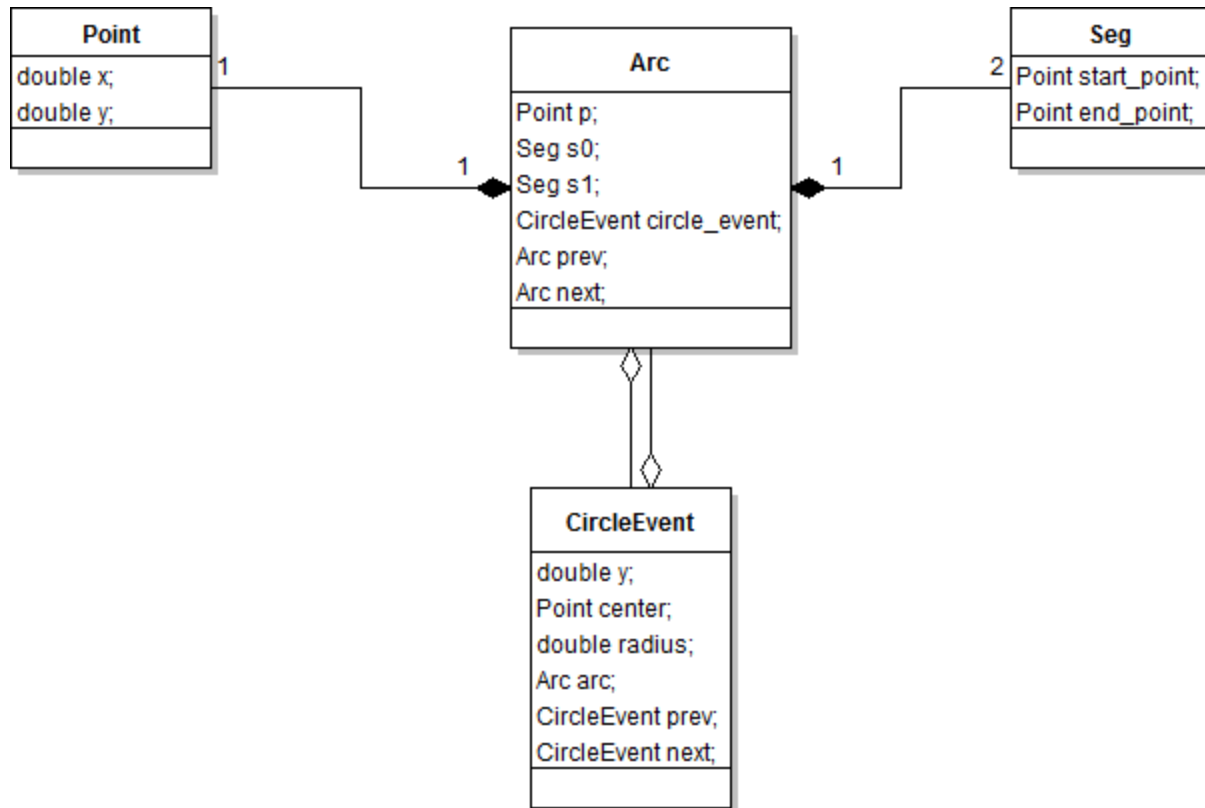 Point
double x;
double y;
1
1
Arc
Point p;
Seg s0;
Seg s1;
CircleEvent circle_event;
Arc prev;
Arc next;
1
2
Seg
Point start_point;
Point end_point;
CircleEvent
double y;
Point center;
double radius;
Arc arc;
CircleEvent prev;
CircleEvent next;